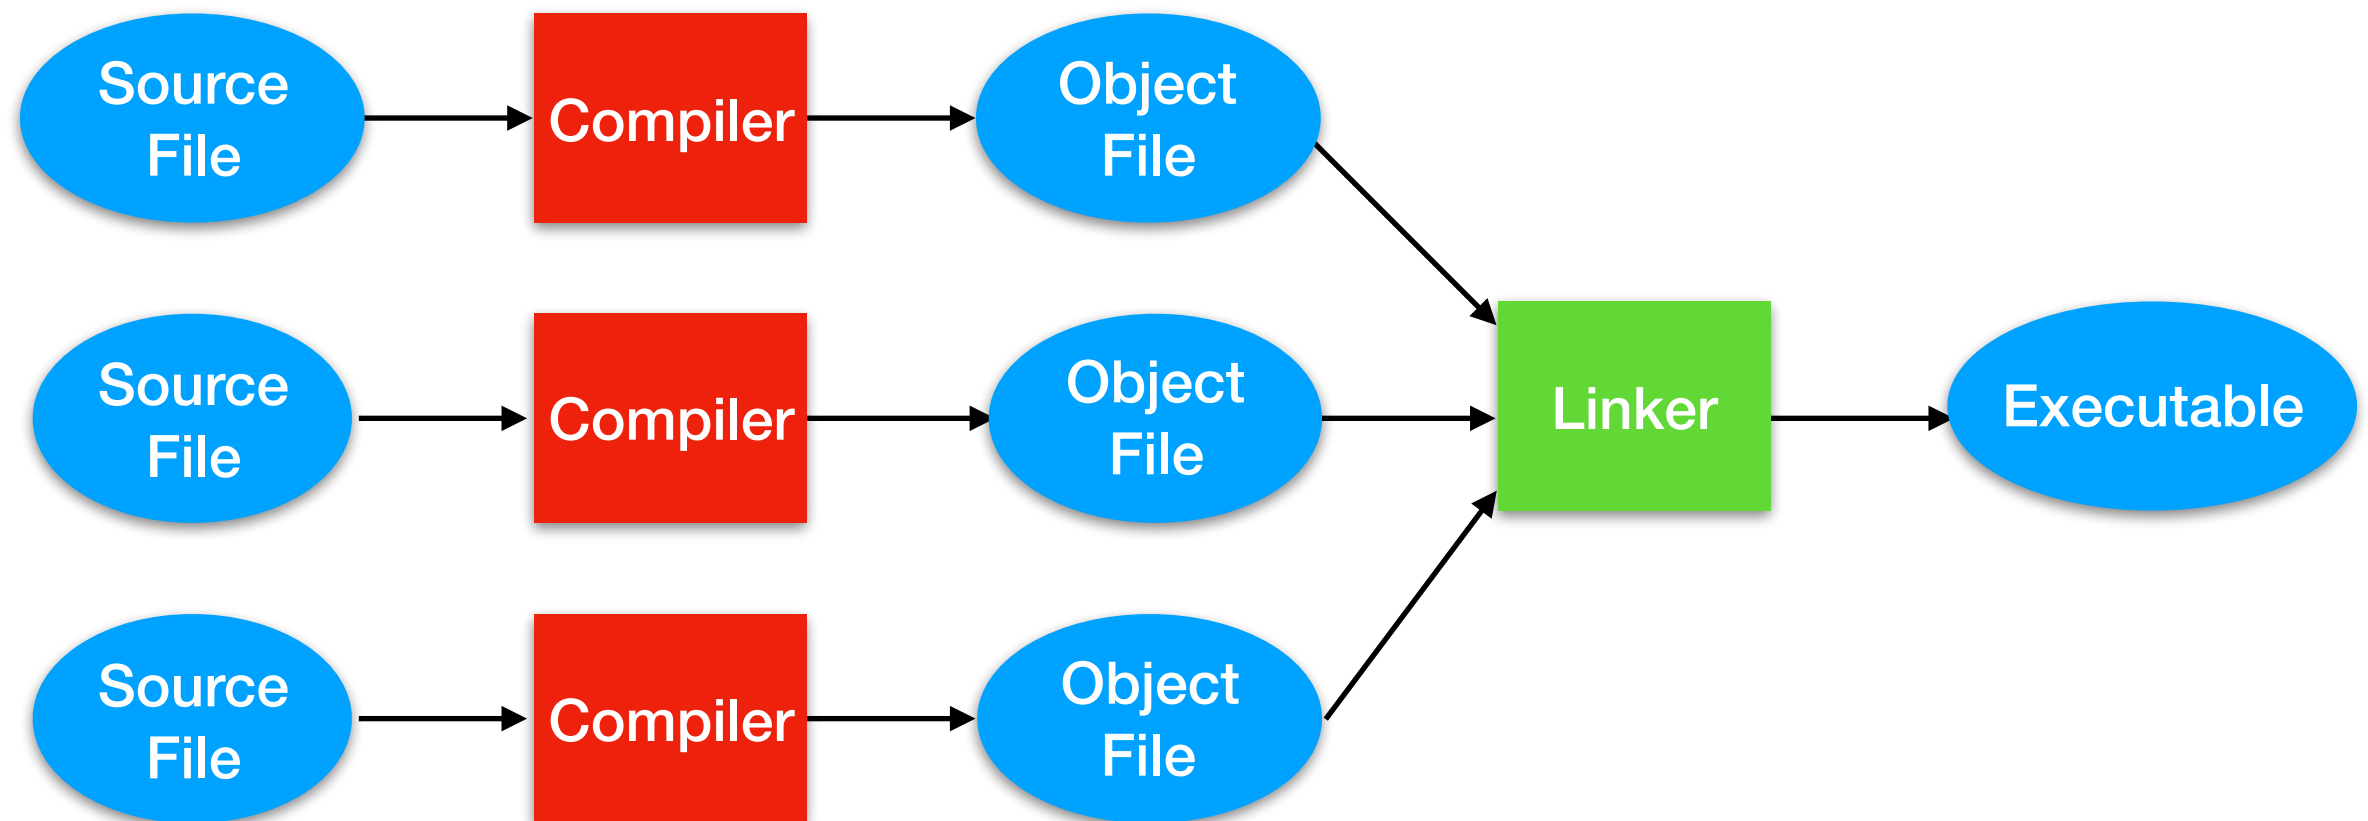 Source
File
Compiler
Object
File
Source
File
Compiler
Object
File
Linker
Executable
Source
File
Compiler
Object
File